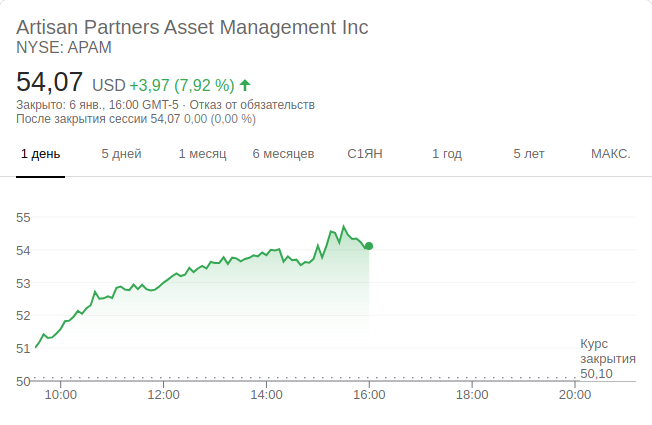 Artisan Partners Asset Management Inc
NYSE: APAM
54,07 USD +3,97 (7,92 %)
Закрыто: 6 янв., 16:00 GMT-5 · Отказ от обязательств
После закрытия сессии 54,07 0,00 (0,00 %)
1 день 5 дней 1 месяц 6 месяцев С1ЯН 1 год 5 лет МАКС.
55
54
53
52
51
Курс
закрытия
50,10
50
10:00 12:00 14:00 16:00 18:00 20:00